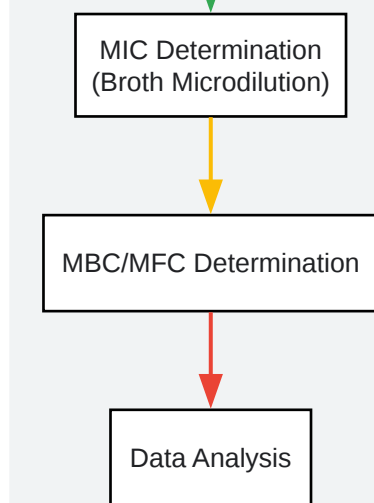 MIC Determination
(Broth Microdilution)
MBC/MFC Determination
Data Analysis